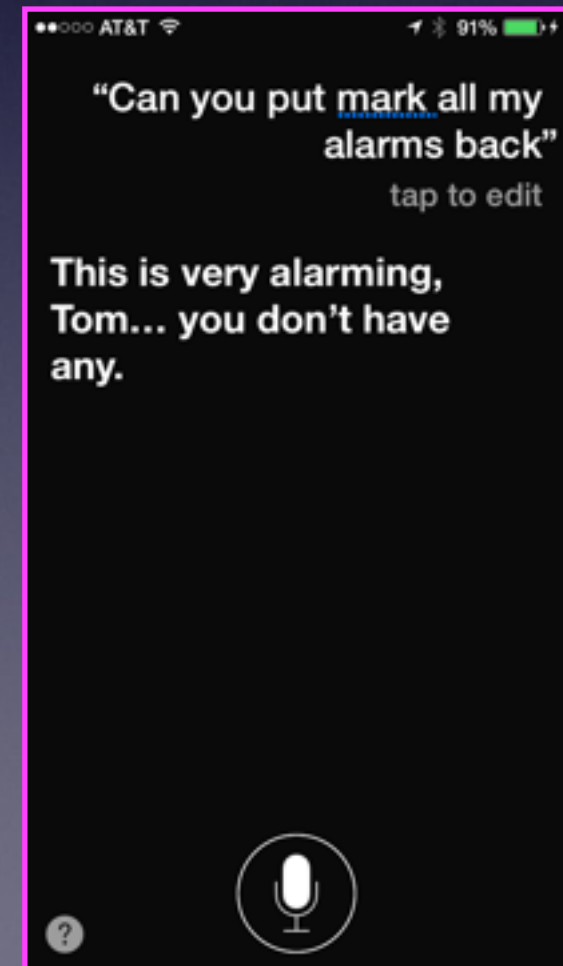 AT&T 91%
“Can you put mark all my
alarms back”
tap to edit
This is very alarming,
Tom... you don’t have
any.
?